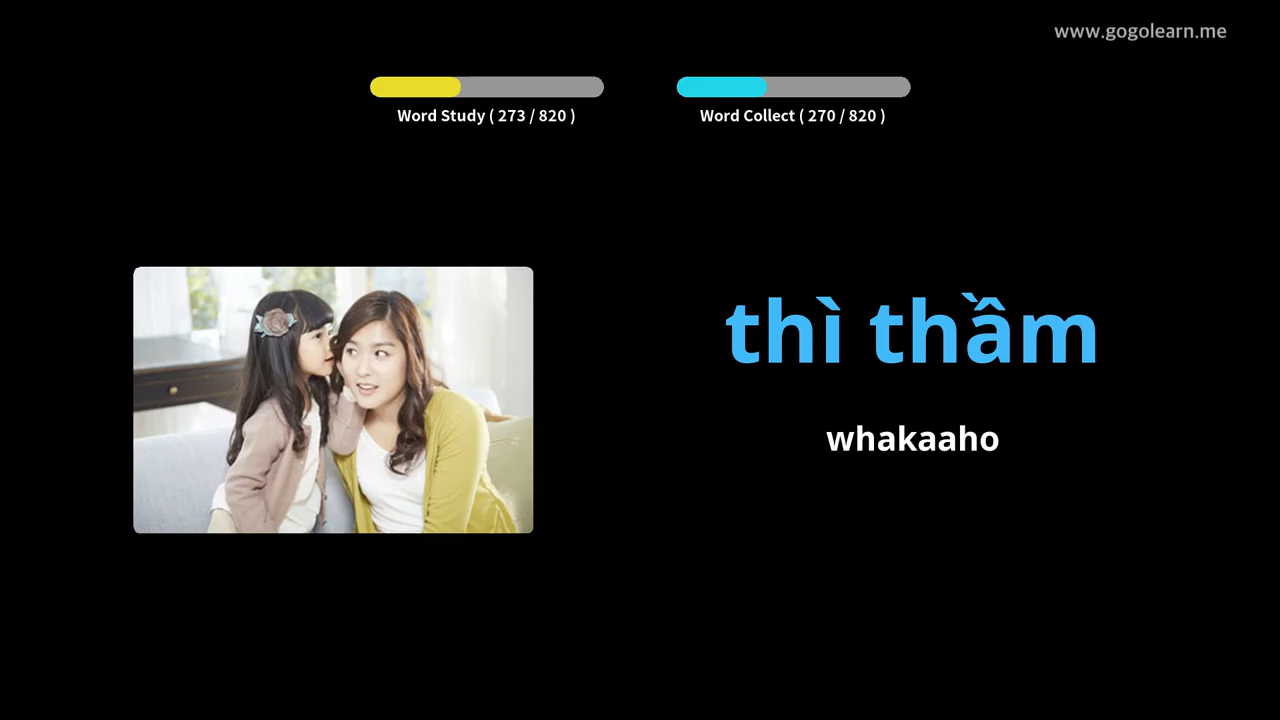 www.gogolearn.me
Word Study ( 273 / 820 )
Word Collect ( 270 / 820 )
thì thầm
whakaaho